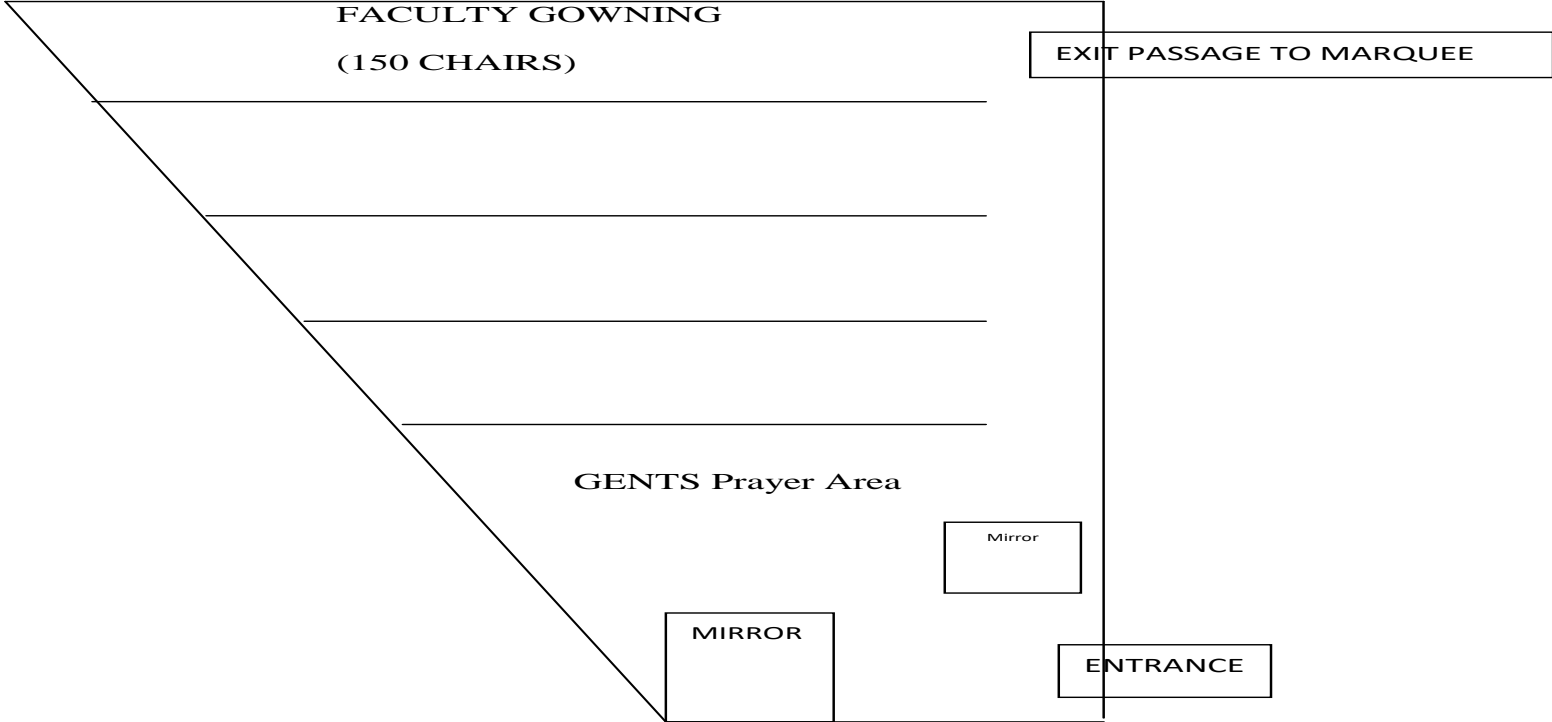 FACULTY GOWNING
(150 CHAIRS)
EXIT PASSAGE TO MARQUEE
GENTS Prayer Area
Mirror
MIRROR
ENTRANCE